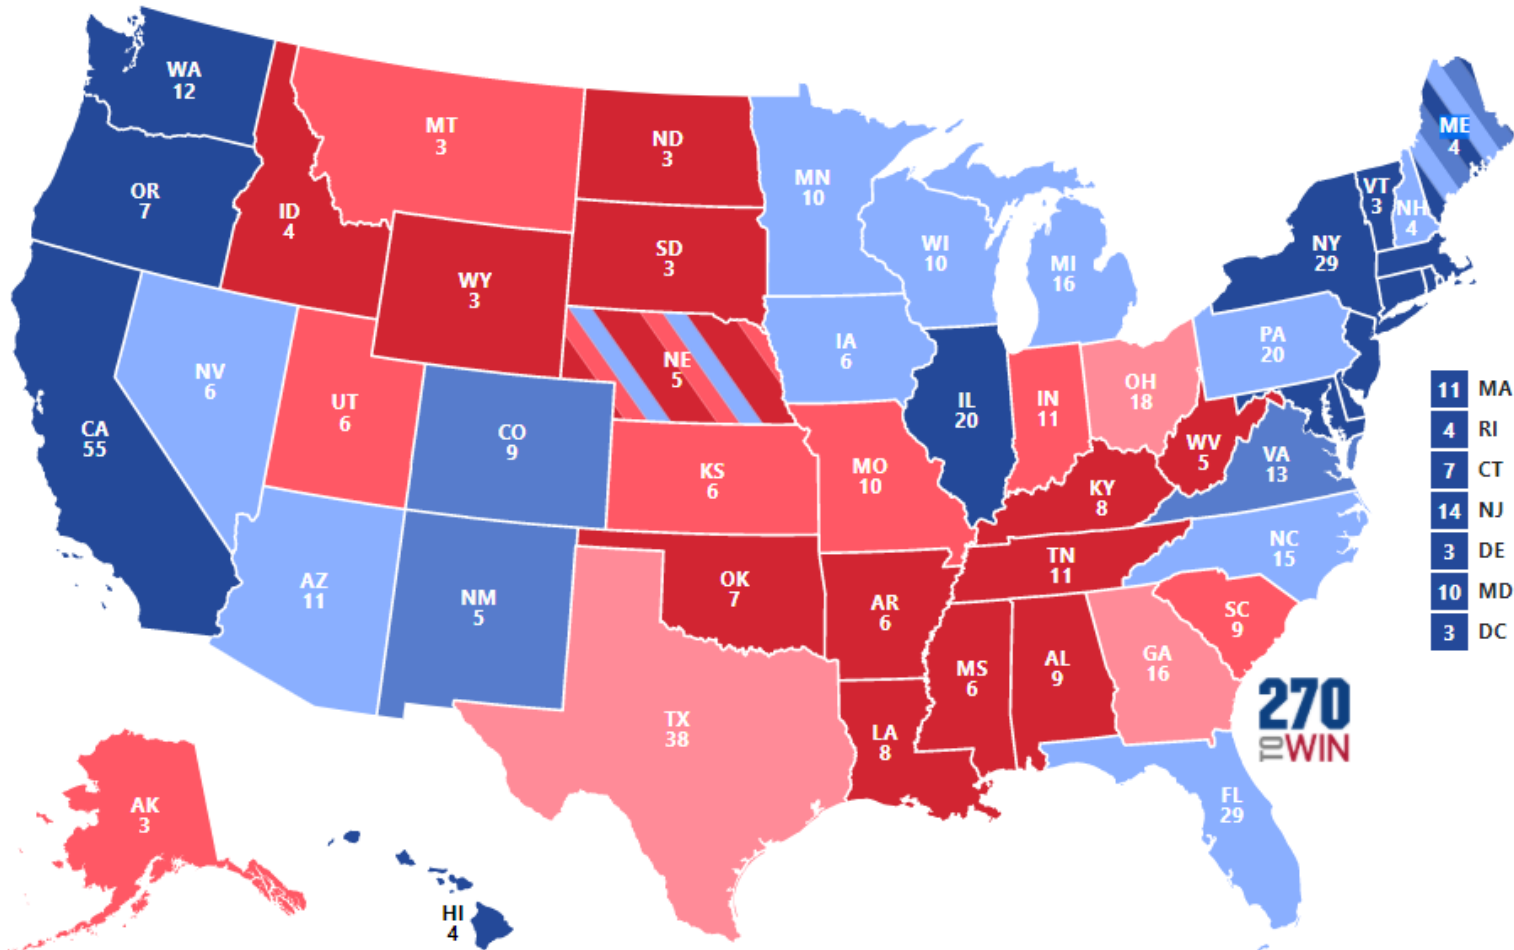 WA
12
OR
7
CA
55
NV
6
ID
4
MT
3
WY
3
UT
6
CO
9
AZ
11
NM
5
ND
3
SD
3
NE
5
KS
6
OK
7
TX
38
MN
10
IA
6
MO
10
AR
6
LA
8
WI
10
IL
20
MI
16
IN
11
OH
18
KY
8
TN
11
MS
6
AL
9
GA
16
FL
29
SC
9
NC
15
VA
13
WV
5
PA
20
NY
29
VT
3
NH
4
ME
4
11 MA
4 RI
7 CT
14 NJ
3 DE
10 MD
3 DC
AK
3
HI
4
270
TO WIN